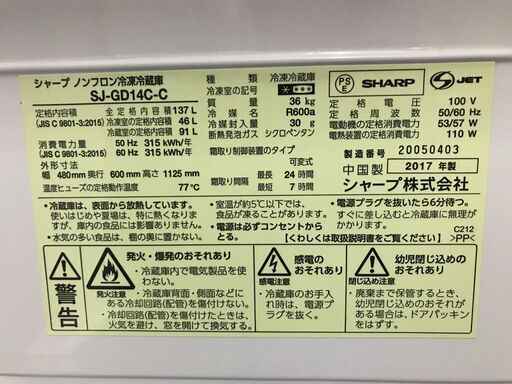 シャープ ノンフロン冷凍冷蔵庫
SJ-GD14C-C
定格内容積 全定格内容積 137 L
(JIS C 9801-3:2015) 冷凍室の定格内容積 46 L
冷蔵室の定格内容積 91 L
消費電力量 50 Hz 315 kWh/年
(JIS C 9801-3:2015) 60 Hz 315 kWh/年
外形寸法
幅 480mm 奥行 600 mm 高さ 1125 mm
温度ヒューズの定格動作温度 77℃
種類 冷凍冷蔵庫
冷凍室の記号
質量 36 kg
冷媒 R600a
冷媒封入量 30 g
断熱発泡ガス シクロペンタン
霜取り制御装置のタイプ
可変式
霜取り間隔 最長 24 時間
最短 7 時間
PS
E
SHARP
S JET
定格電圧 100 V
定格周波数 50/60 Hz
電動機の定格消費電力 53/57 W
電熱装置の定格消費電力 110 W
製造番号 20050403
中国製 2017 年製
シャープ株式会社
•冷蔵庫は、表面から放熱しています。
使いはじめや夏場は、特に熱く感じられます
が、庫内の食品には影響がありません。
•水気の多い食品は、棚の奥に置かない。
•室温が約5℃以下では、
食品が凍ることがあります。
•電源は必ずコンセントから
とる。
•電源プラグを抜いたら6分待つ。
すぐに差し込むと冷却器に無理が
かかります。
【くわしくは取扱説明書をご覧ください】
C212
>PP<
警告
発火・爆発のおそれあり
発火注意
•冷蔵庫内で電気製品を使
わない。
•冷蔵庫背面・側面などに
ある冷却回路(配管)を傷付けない。
•冷却回路(配管)を傷付けたときは、
火気を避け、窓を開けて換気する。
感電の
おそれあり
感電注意
•冷蔵庫のお手
入れ時は、電源
プラグを抜く。
幼児閉じ込めの
おそれあり
幼児閉じ込め注意
•廃棄まで保管するとき、
幼児の閉じ込めのおそれが
ある場合は、ドアパッキン
をはずす。